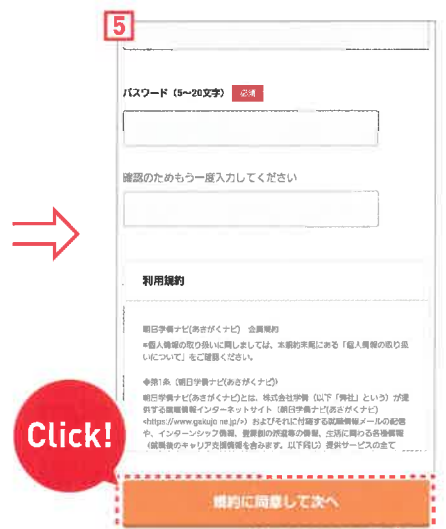 5
パスワード（5〜20文字） 必須
確認のためもう一度入力してください
利用規約
朝日学情ナビ(あさがくナビ) 会員規約
※個人情報の取り扱いに関しましては、本規約末尾にある「個人情報の取り扱
いについて」をご確認ください。
◆第1条（朝日学情ナビ(あさがくナビ)）
朝日学情ナビ(あさがくナビ)とは、株式会社学情（以下「弊社」という）が提
供する就職情報インターネットサイト（朝日学情ナビ(あさがくナビ)
<https://www.gakujo.ne.jp/>）およびそれに付随する就職情報メールの配信
や、インターンシップ情報、登録制の派遣等の情報、生活に関わる各種情報
（就職後のキャリア支援情報を含みます。以下同じ）提供サービスの全て
Click!
規約に同意して次へ